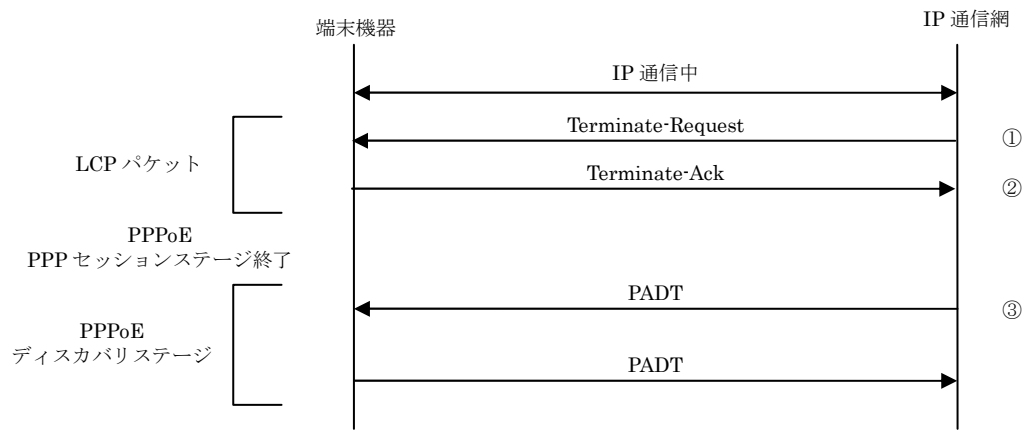 端末機器
IP 通信網
IP 通信中
Terminate-Request
①
LCP パケット
Terminate-Ack
②
PPPoE
PPP セッションステージ終了
PADT
③
PPPoE
ディスカバリステージ
PADT